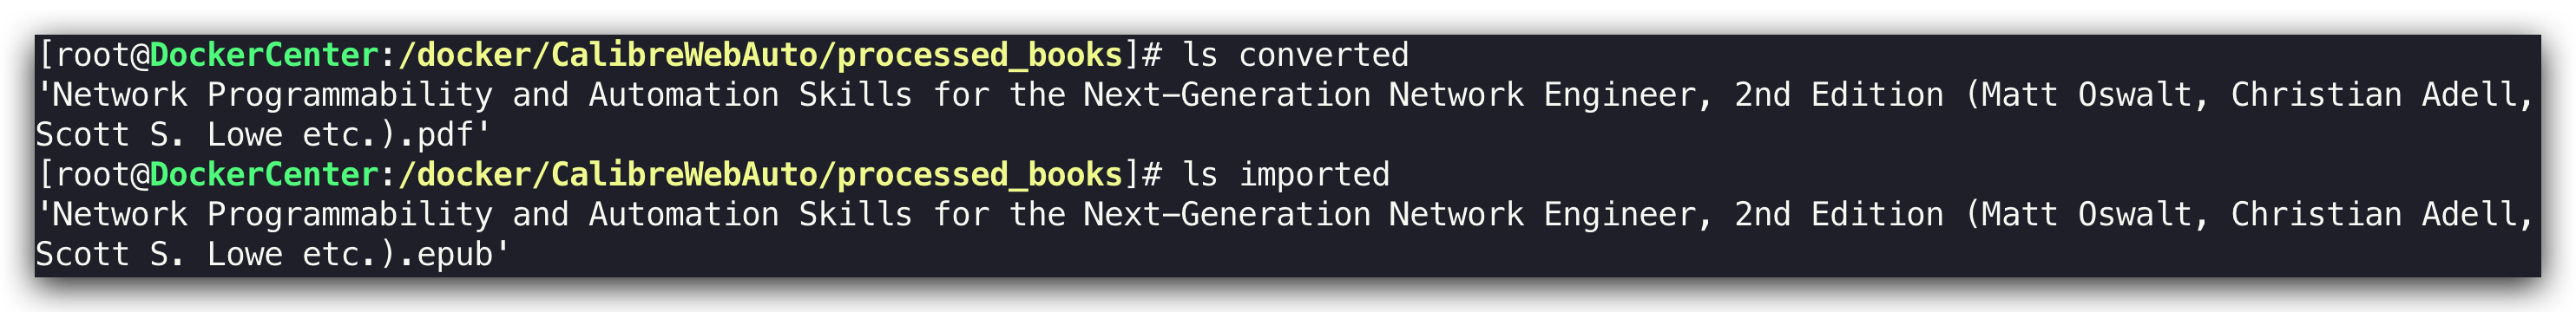 [root@DockerCenter:/docker/CalibreWebAuto/processed_books]# ls converted
'Network Programmability and Automation Skills for the Next-Generation Network Engineer, 2nd Edition (Matt Oswalt, Christian Adell,
Scott S. Lowe etc.).pdf'
[root@DockerCenter:/docker/CalibreWebAuto/processed_books]# ls imported
'Network Programmability and Automation Skills for the Next-Generation Network Engineer, 2nd Edition (Matt Oswalt, Christian Adell,
Scott S. Lowe etc.).epub'